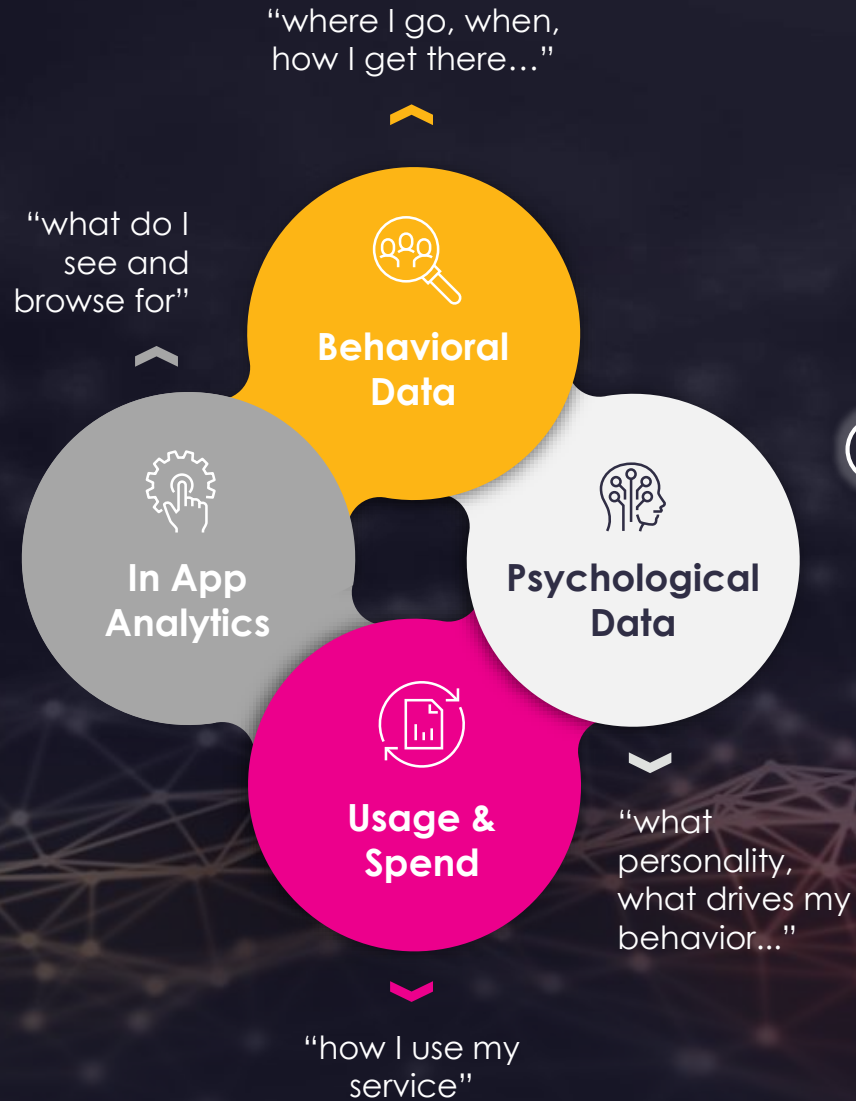 “where I go, when,
how I get there…”
“what do I
see and
browse for”
Behavioral
Data
In App
Analytics
Psychological
Data
Usage &
Spend
“what
personality,
what drives my
behavior...”
“how I use my
service”